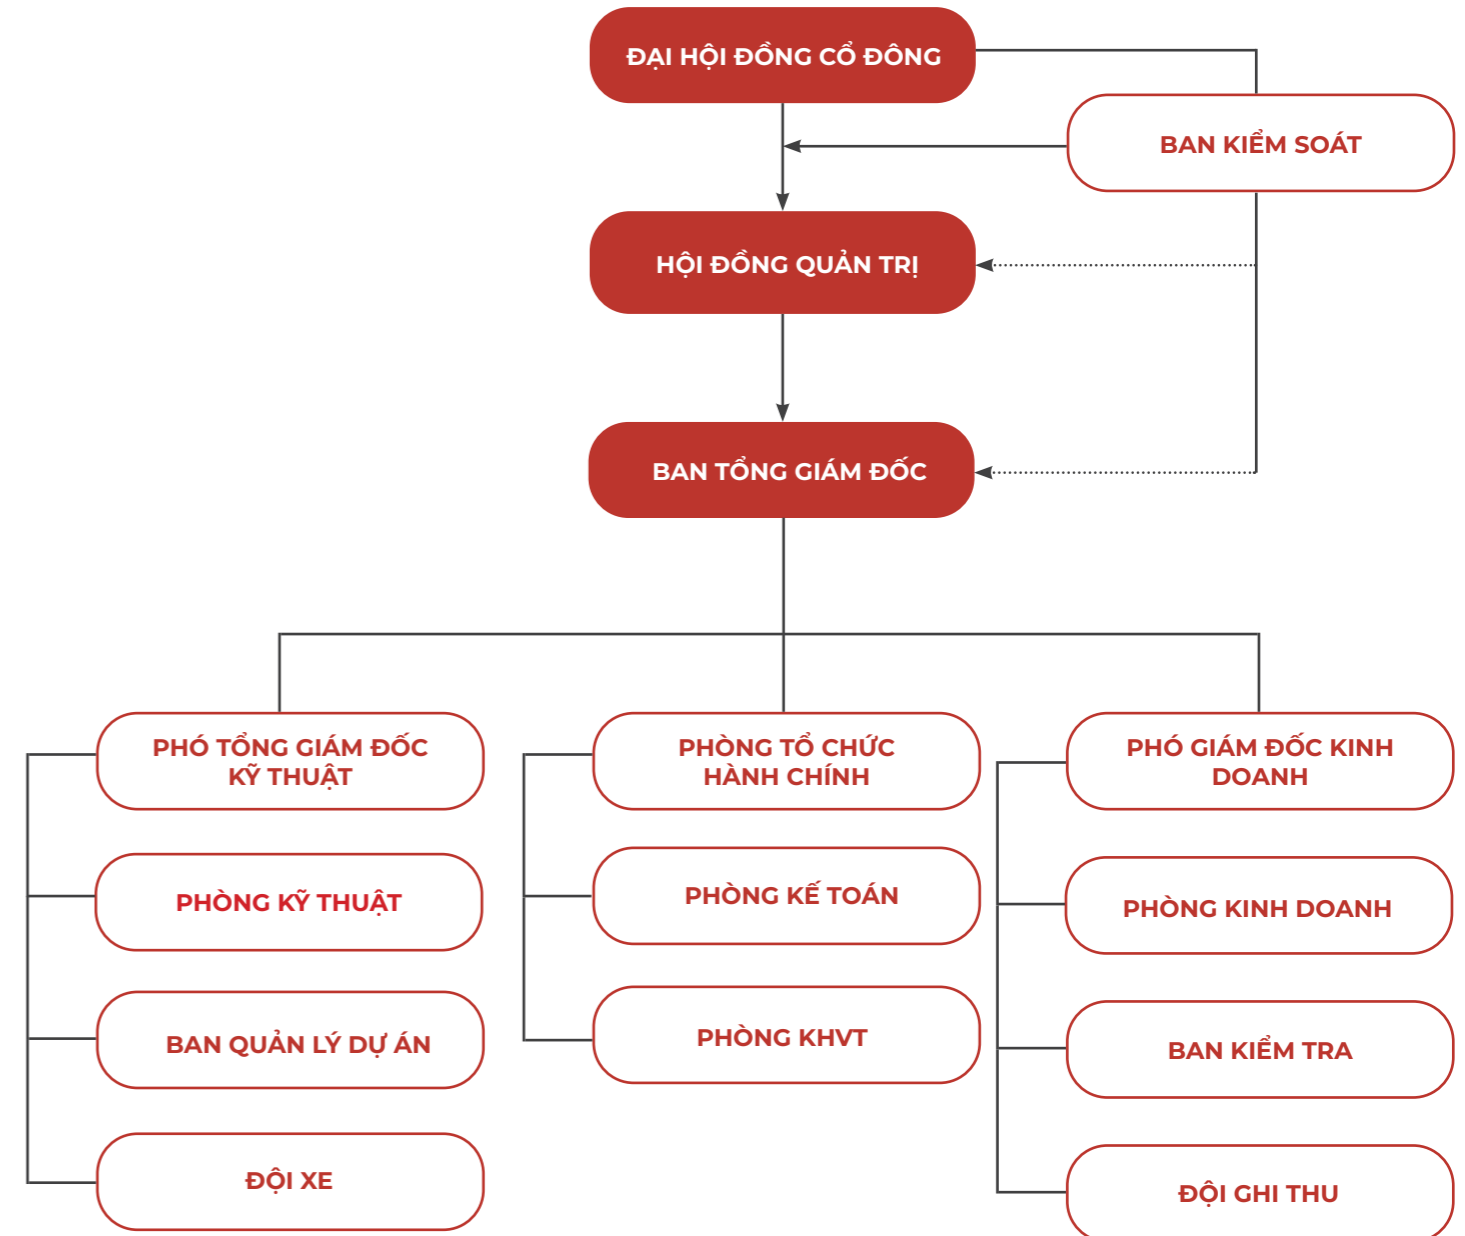 ĐẠI HỘI ĐỒNG CỔ ĐÔNG
BAN KIỂM SOÁT
HỘI ĐỒNG QUẢN TRỊ
BAN TỔNG GIÁM ĐỐC
PHÓ TỔNG GIÁM ĐỐC
KỸ THUẬT
PHÒNG KỸ THUẬT
BAN QUẢN LÝ DỰ ÁN
ĐỘI XE
PHÒNG TỔ CHỨC
HÀNH CHÍNH
PHÒNG KẾ TOÁN
PHÒNG KHVT
PHÓ GIÁM ĐỐC KINH
DOANH
PHÒNG KINH DOANH
BAN KIỂM TRA
ĐỘI GHI THU